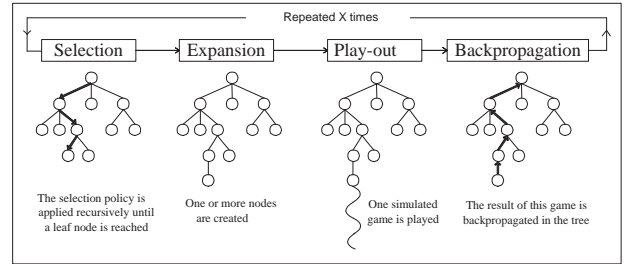 Repeated X times
Selection
Expansion
Play-out
Backpropagation
The selection policy is
applied recursively until
a leaf node is reached
One or more nodes
are created
One simulated
game is played
The result of this game is
backpropagated in the tree